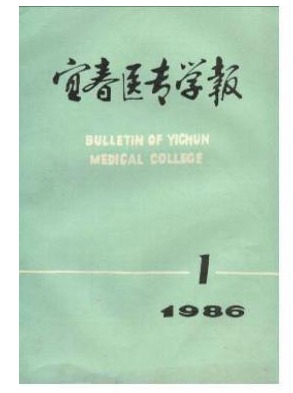 宜春医专学报
BULLETIN OF YICHUN
MEDICAL COLLEGE
1
1986